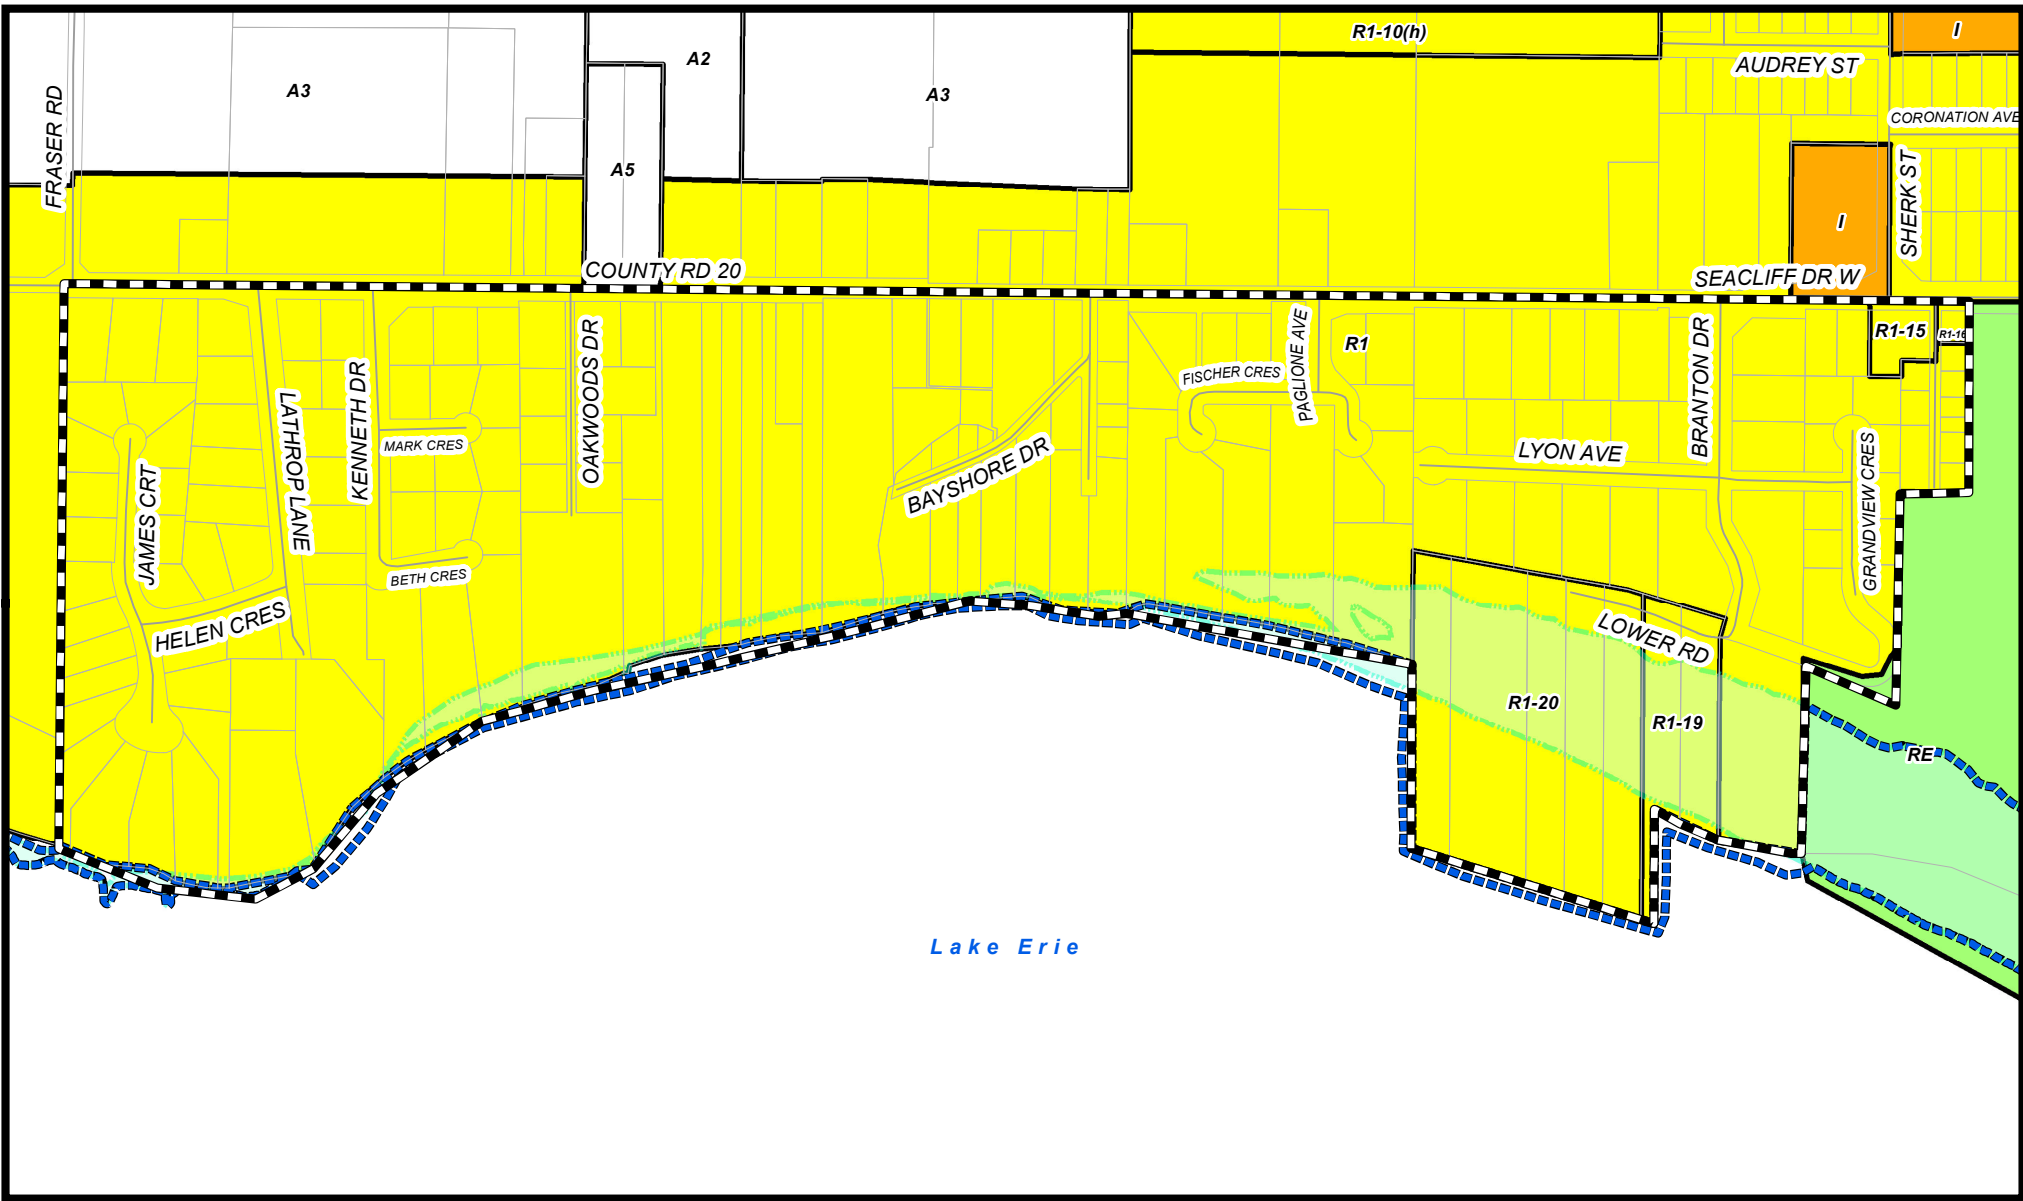 R1-10(h)
I
A2
AUDREY ST
A3
A3
FRASER RD
CORONATION AVE
A5
SHERK ST
I
COUNTY RD 20
SEACLIFF DR W
R1-15
R1-16
R1
OAKWOODS DR
PAGLIONE AVE
BRANTON DR
KENNETH DR
FISCHER CRES
LATHROP LANE
MARK CRES
LYON AVE
BAYSHORE DR
GRANDVIEW CRES
JAMES CRT
BETH CRES
HELEN CRES
LOWER RD
R1-20
R1-19
RE
Lake Erie